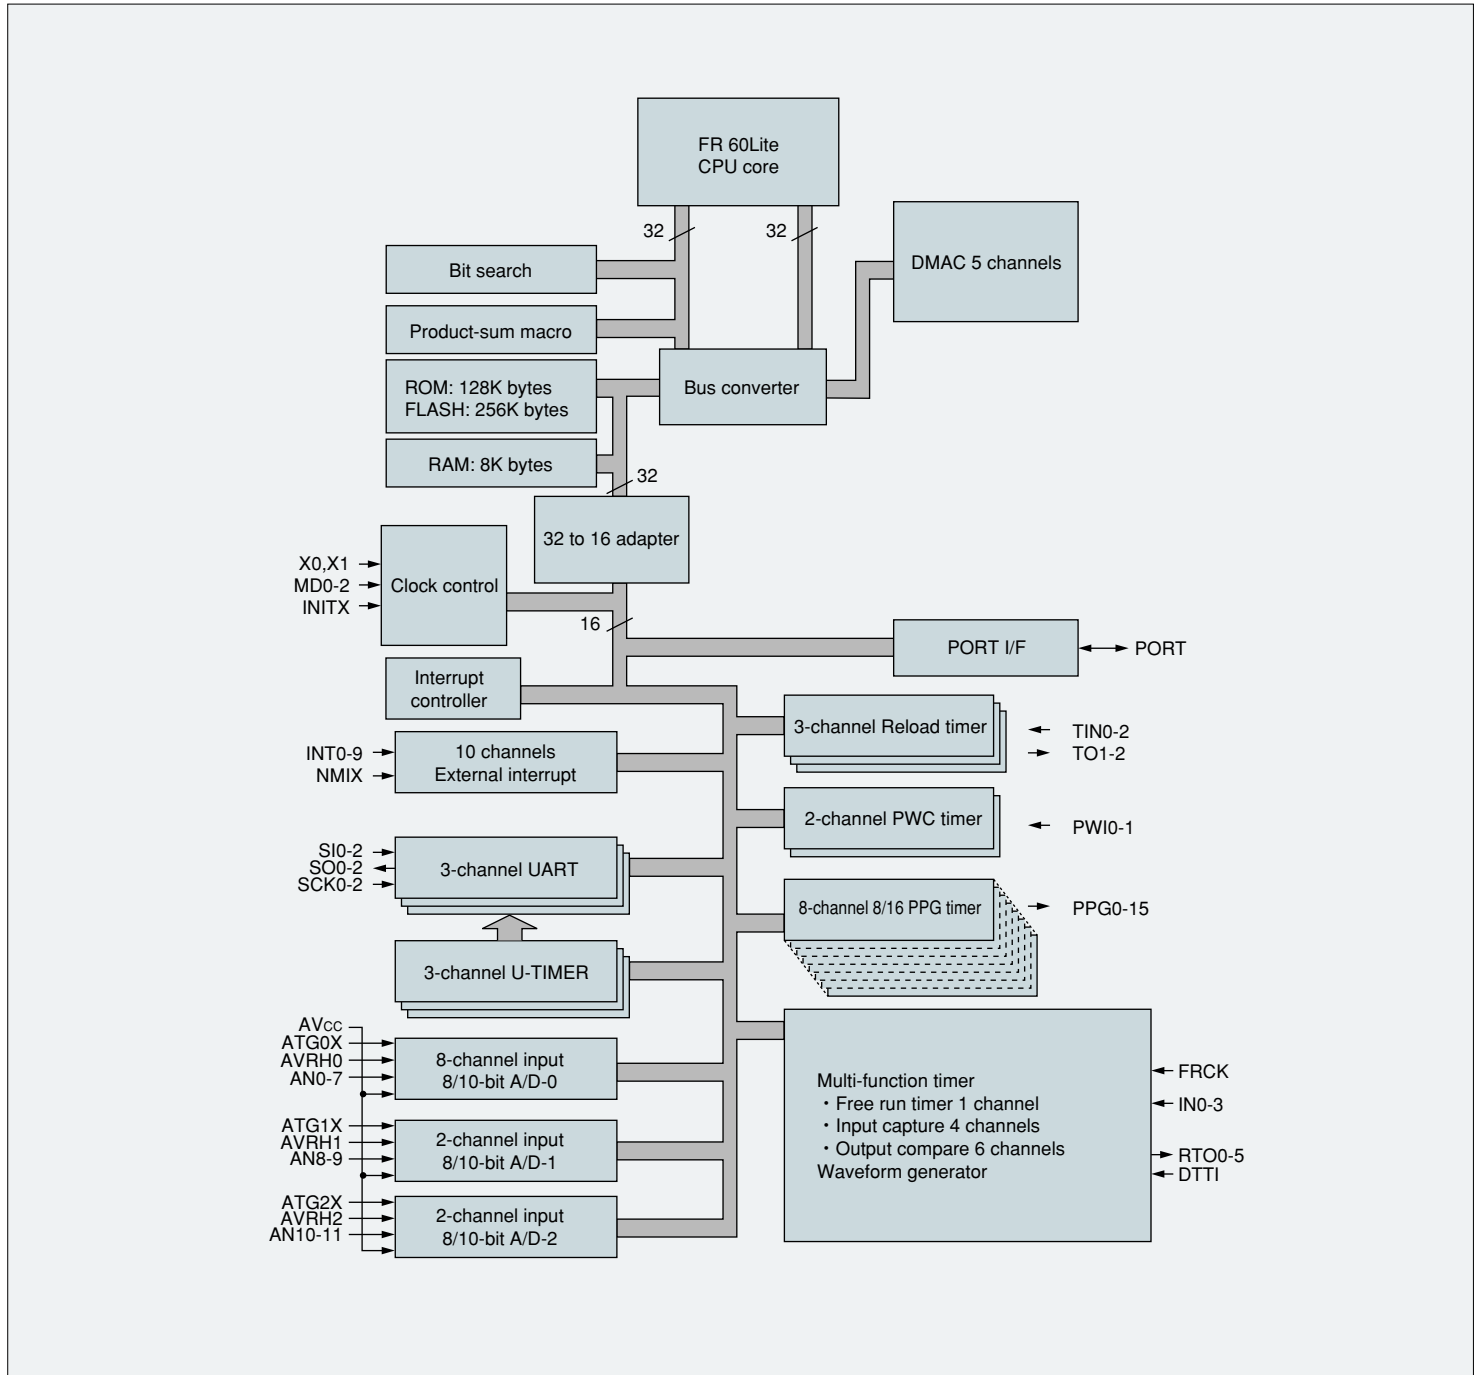 FR 60Lite
CPU core
32
32
DMAC 5 channels
Bit search
Product-sum macro
ROM: 128K bytes
FLASH: 256K bytes
Bus converter
RAM: 8K bytes
32
32 to 16 adapter
X0,X1
MD0-2
INITX
Clock control
16
PORT I/F
PORT
Interrupt
controller
3-channel Reload timer
TIN0-2
TO1-2
INT0-9
NMIX
10 channels
External interrupt
2-channel PWC timer
PWI0-1
SI0-2
SO0-2
SCK0-2
3-channel UART
8-channel 8/16 PPG timer
PPG0-15
3-channel U-TIMER
AVCC
ATG0X
AVRH0
AN0-7
8-channel input
8/10-bit A/D-0
ATG1X
AVRH1
AN8-9
2-channel input
8/10-bit A/D-1
ATG2X
AVRH2
AN10-11
2-channel input
8/10-bit A/D-2
Multi-function timer
・Free run timer 1 channel
・Input capture 4 channels
・Output compare 6 channels
Waveform generator
FRCK
IN0-3
RTO0-5
DTTI